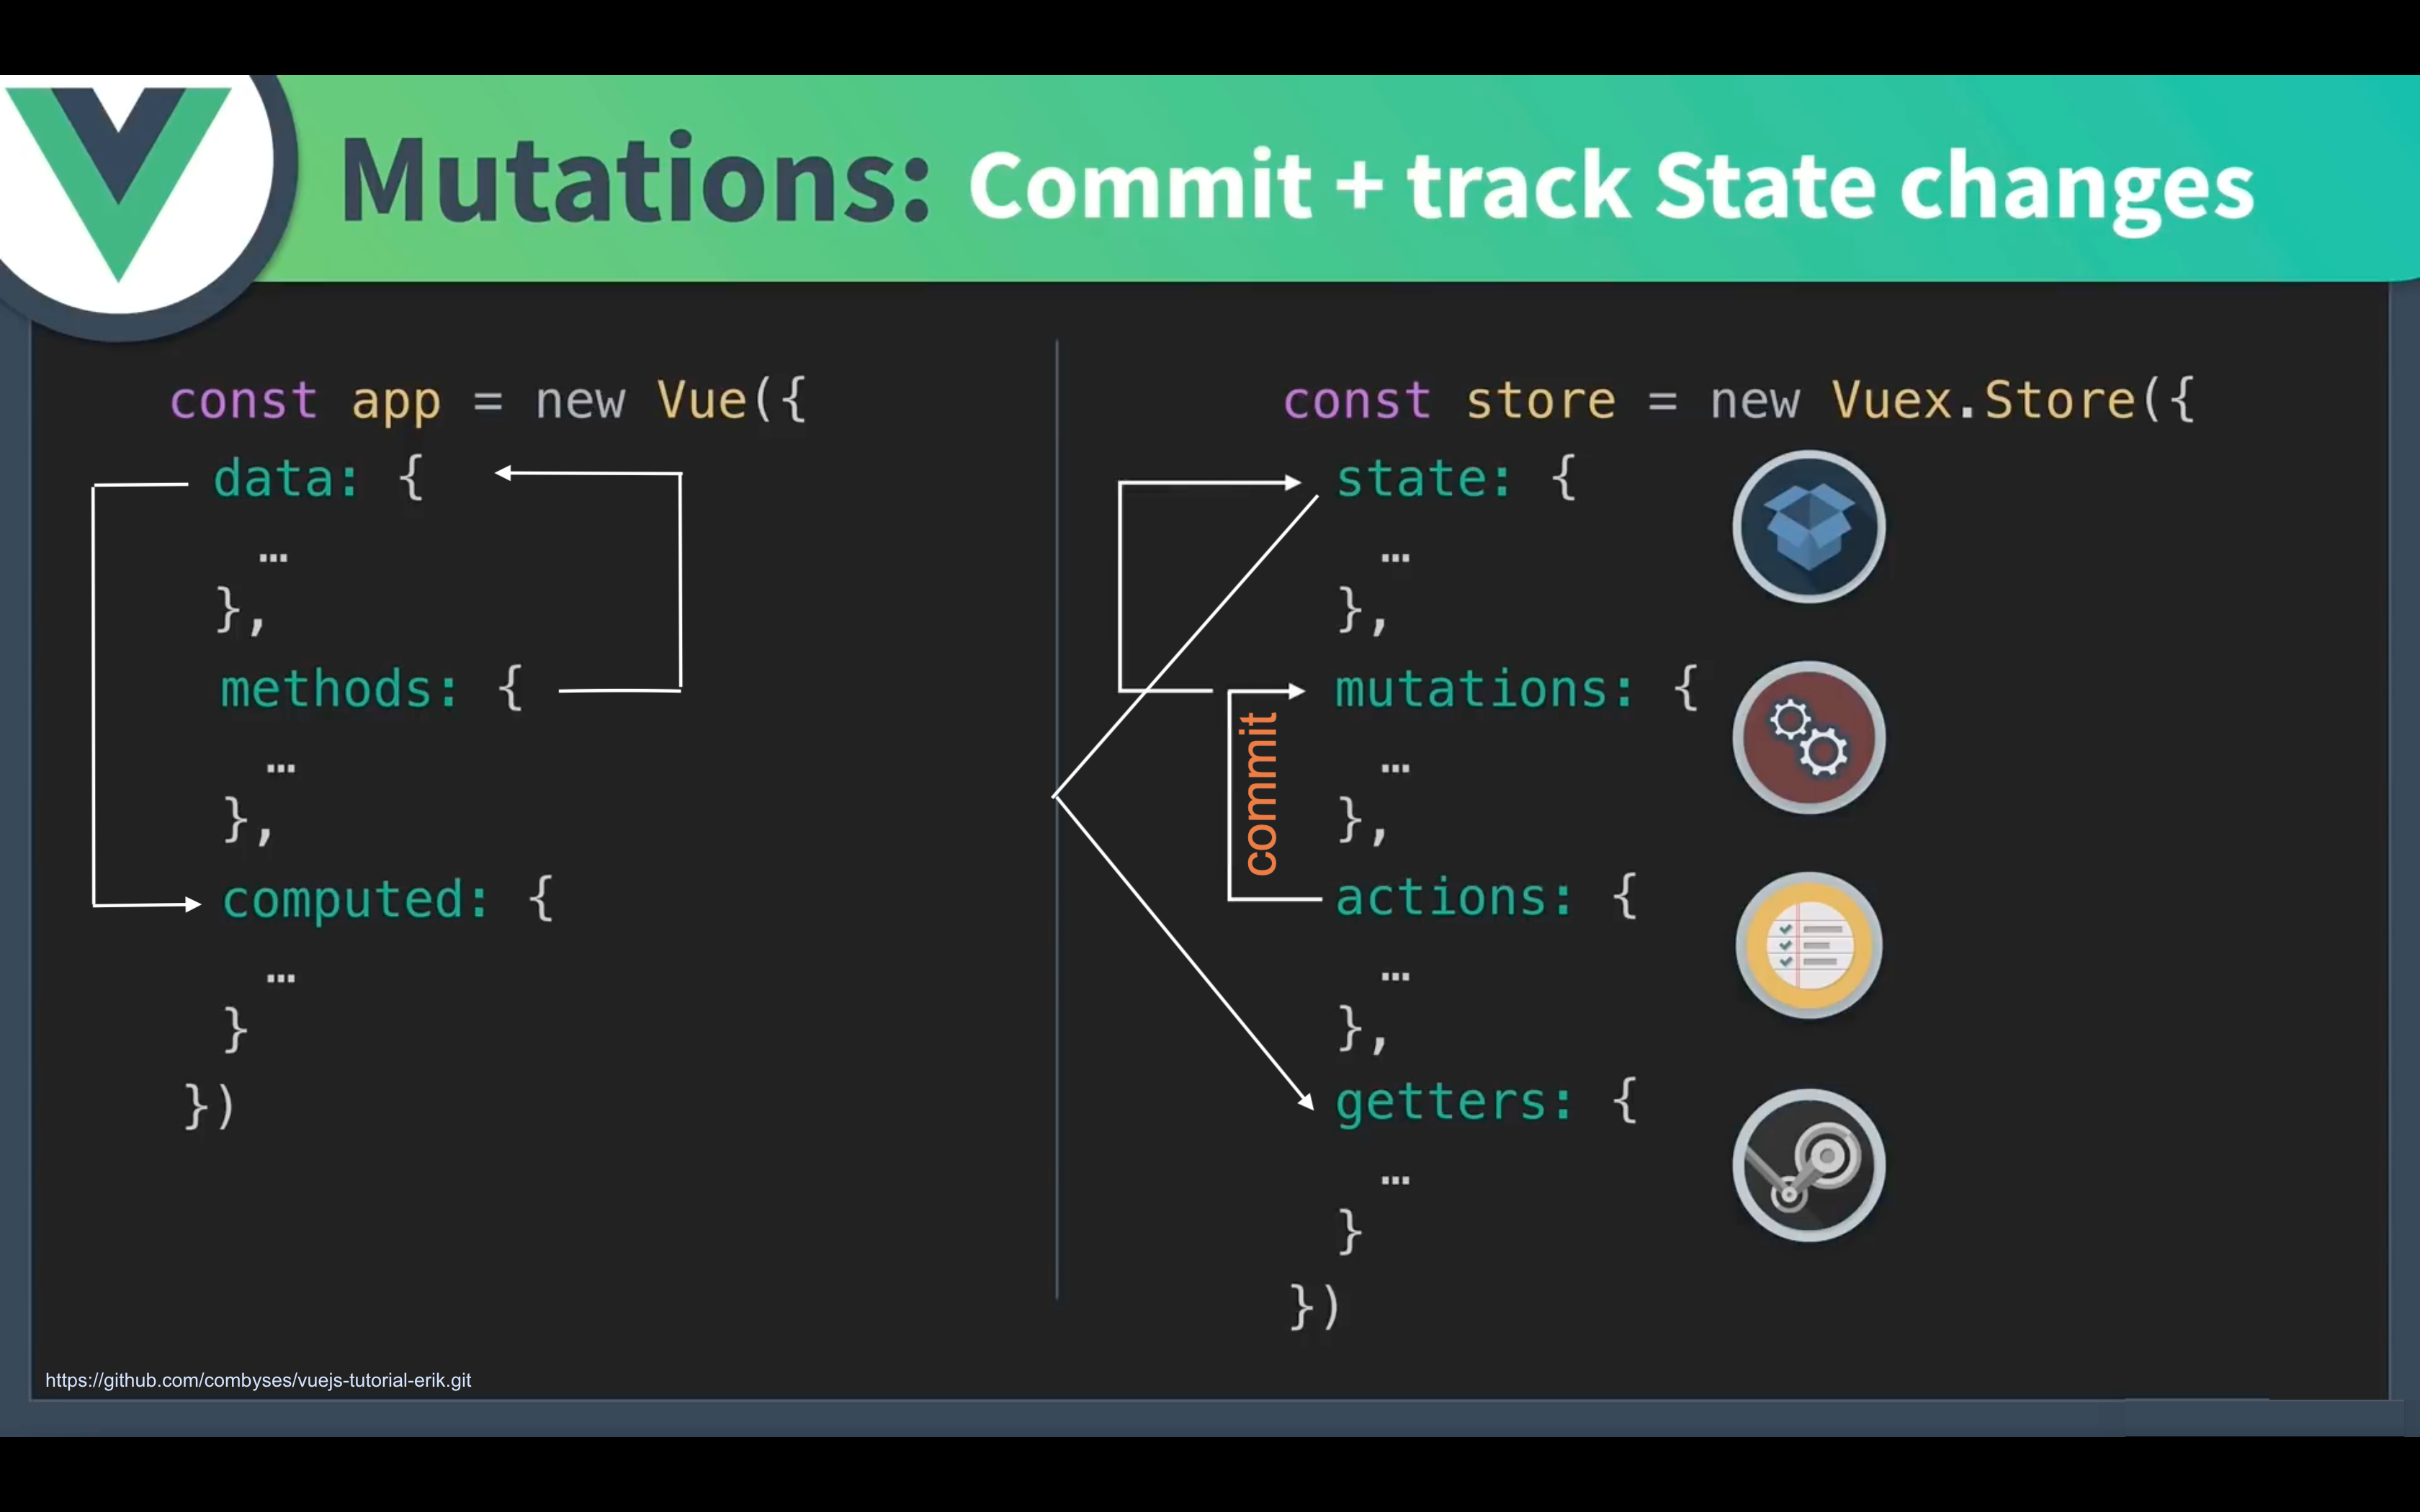 Mutations: Commit + track State changes
const app = new Vue({
data: {
…
},
methods: {
…
},
computed: {
…
}
})
const store = new Vuex.Store({
state: {
…
},
mutations: {
…
},
commit
actions: {
…
},
getters: {
…
}
})
https://github.com/combyses/vuejs-tutorial-erik.git